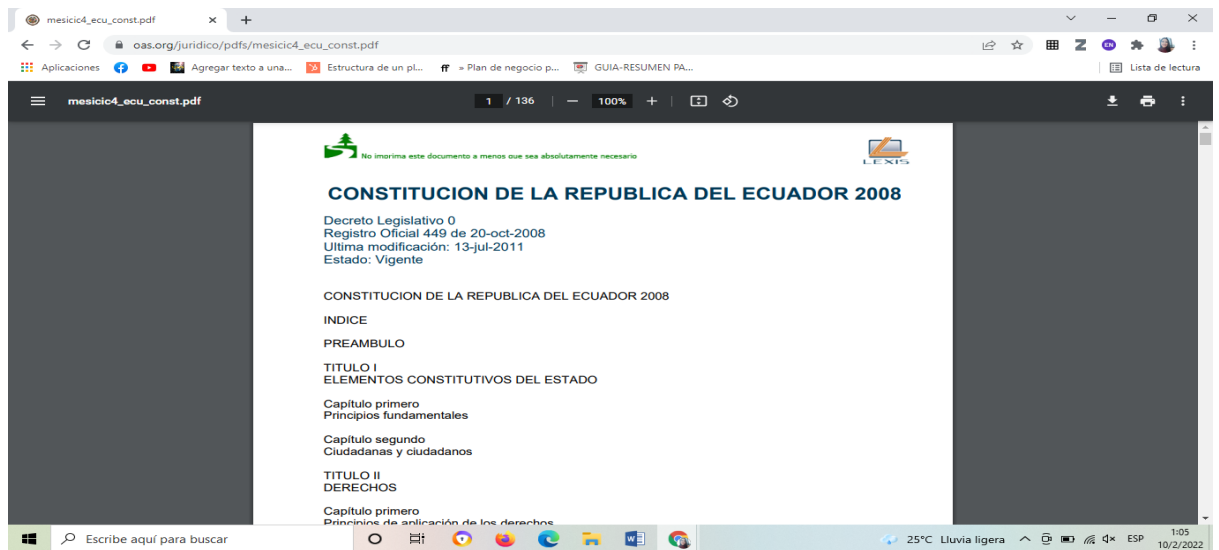 mesicic4_ecu_const.pdf
oas.org/juridico/pdfs/mesicic4_ecu_const.pdf
Aplicaciones Agregar texto a una... Estructura de un pl... ff » Plan de negocio p... GUIA-RESUMEN PA... Lista de lectura
mesicic4_ecu_const.pdf 1 / 136 100%
No imprima este documento a menos que sea absolutamente necesario
LEXIS
CONSTITUCION DE LA REPUBLICA DEL ECUADOR 2008
Decreto Legislativo 0
Registro Oficial 449 de 20-oct-2008
Ultima modificación: 13-jul-2011
Estado: Vigente
CONSTITUCION DE LA REPUBLICA DEL ECUADOR 2008
INDICE
PREAMBULO
TITULO I
ELEMENTOS CONSTITUTIVOS DEL ESTADO
Capítulo primero
Principios fundamentales
Capítulo segundo
Ciudadanas y ciudadanos
TITULO II
DERECHOS
Capítulo primero
Principios de aplicación de los derechos
Escribe aquí para buscar 25°C Lluvia ligera ESP 1:05
10/2/2022